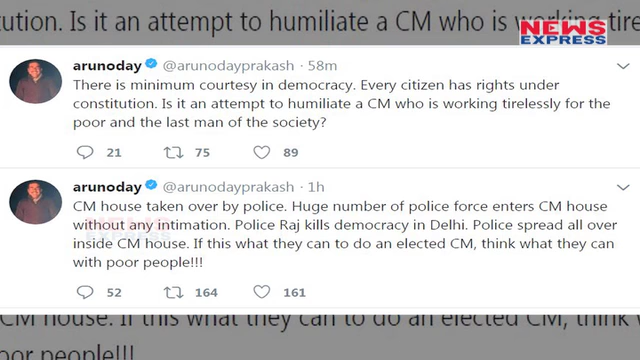 tution. Is it an attempt to humiliate a CM who is working tirele
NEWS
EXPRESS
arunoday @arunodayprakash · 58m
There is minimum courtesy in democracy. Every citizen has rights under
constitution. Is it an attempt to humiliate a CM who is working tirelessly for the
poor and the last man of the society?
21 75 89
arunoday @arunodayprakash · 1h
CM house taken over by police. Huge number of police force enters CM house
without any intimation. Police Raj kills democracy in Delhi. Police spread all over
inside CM house. If this what they can to do an elected CM, think what they can
with poor people!!!
NEWS
EXPRESS
52 164 161
CM house. If this what they can to do an elected CM, think w
oor people!!!